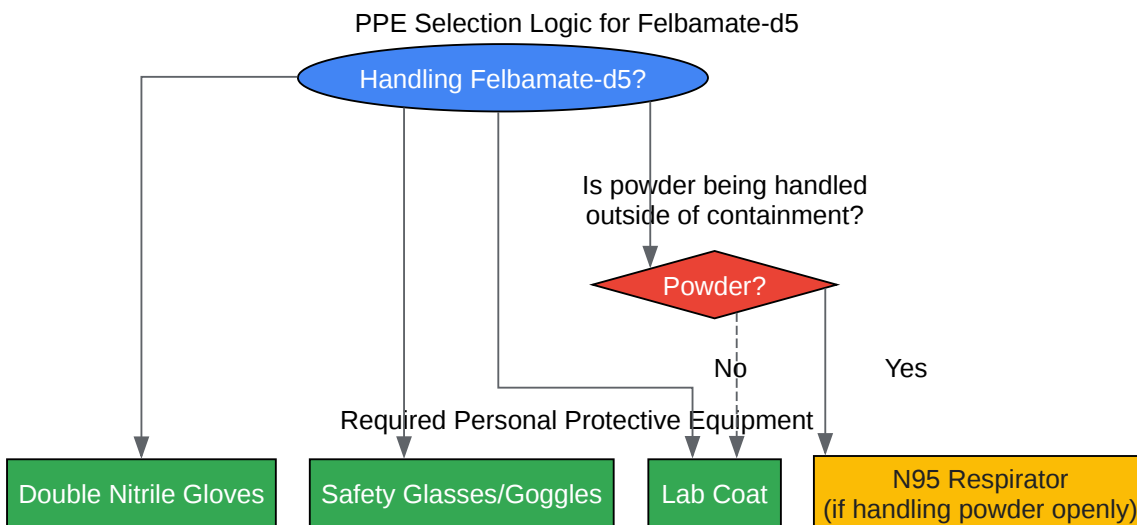 PPE Selection Logic for Felbamate-d5
Handling Felbamate-d5?
Is powder being handled
outside of containment?
Powder?
No
Yes
Required Personal Protective Equipment
Double Nitrile Gloves
Safety Glasses/Goggles
Lab Coat
N95 Respirator
(if handling powder openly)